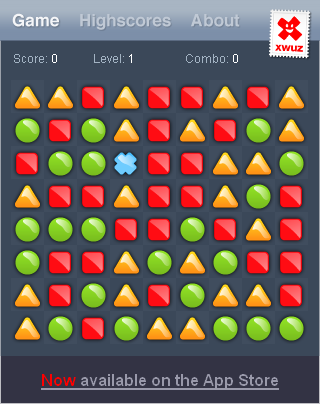 Game Highscores About
xwuz
Score: 0 Level: 1 Combo: 0
Now available on the App Store